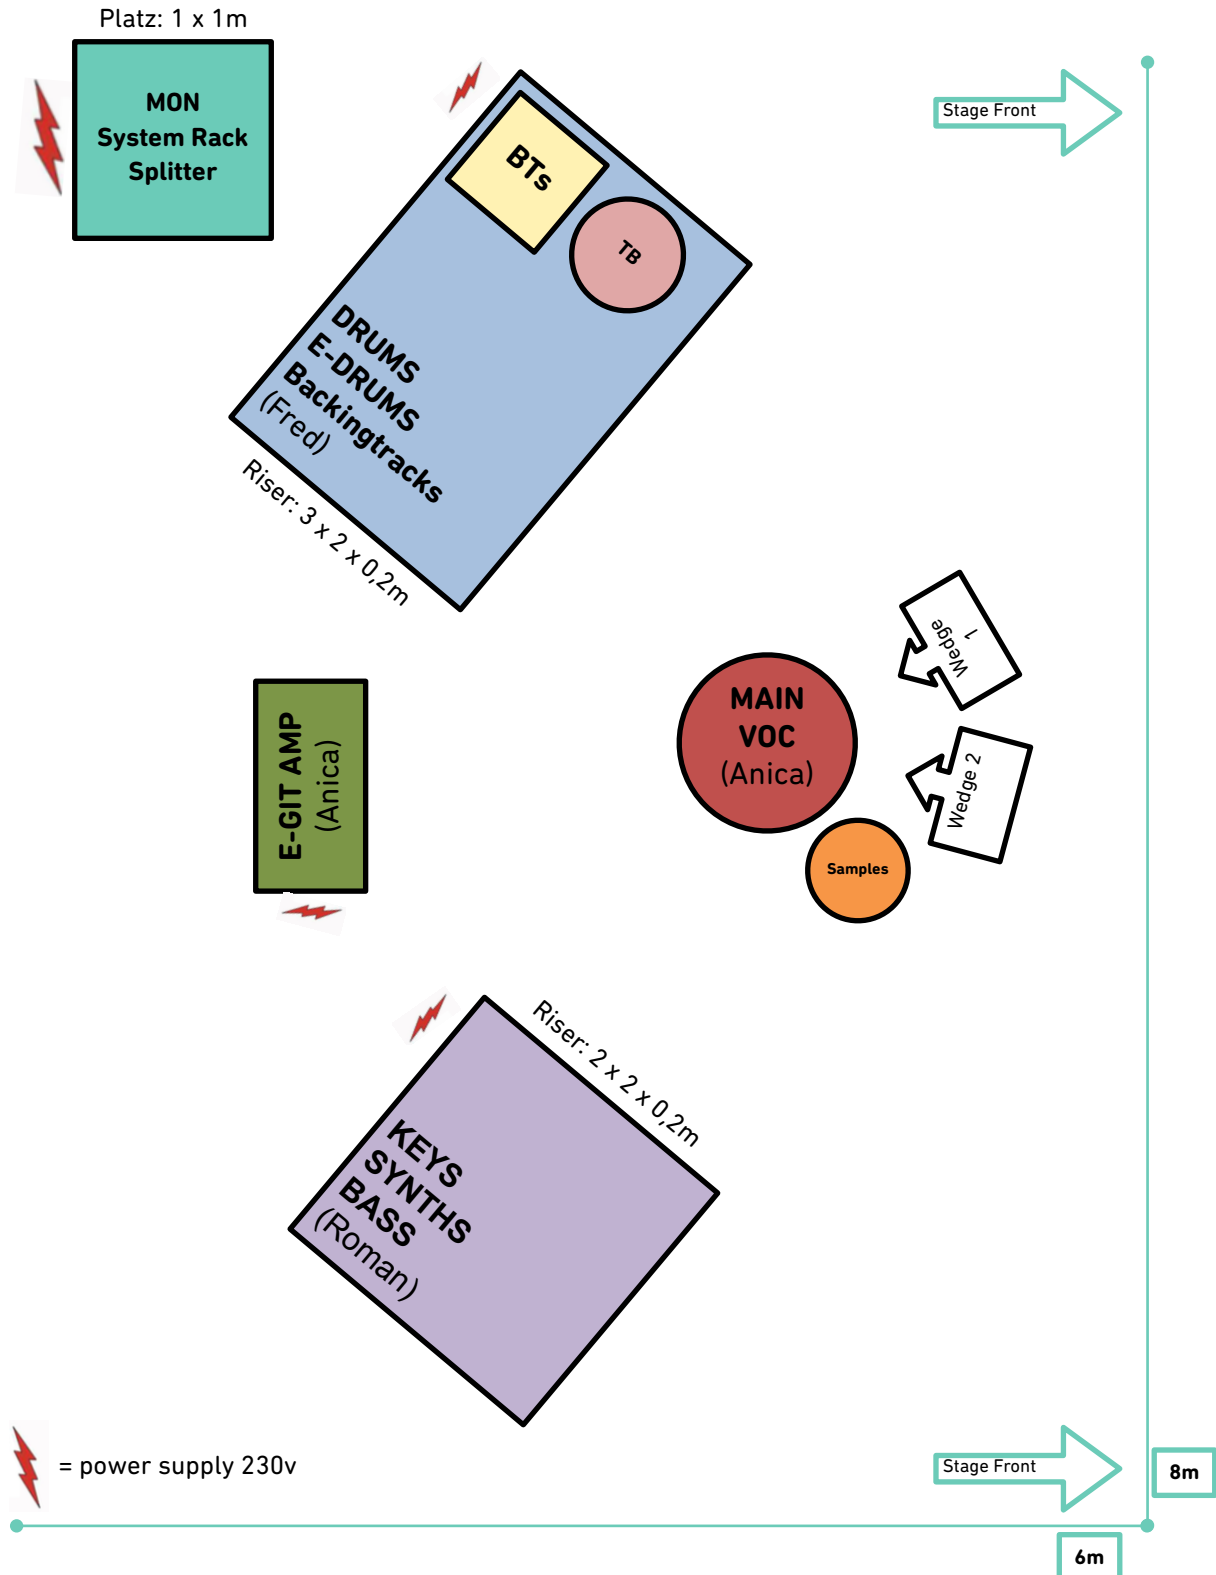 Platz: 1 x 1m
MON
System Rack
Splitter
Stage Front
BTs
TB
DRUMS
E-DRUMS
Backingtracks
(Fred)
Riser: 3 x 2 x 0,2m
Wedge
1
MAIN
VOC
(Anica)
E-GIT AMP
(Anica)
Wedge 2
Samples
Riser: 2 x 2 x 0,2m
KEYS
SYNTHS
BASS
(Roman)
= power supply 230v
Stage Front
8m
6m